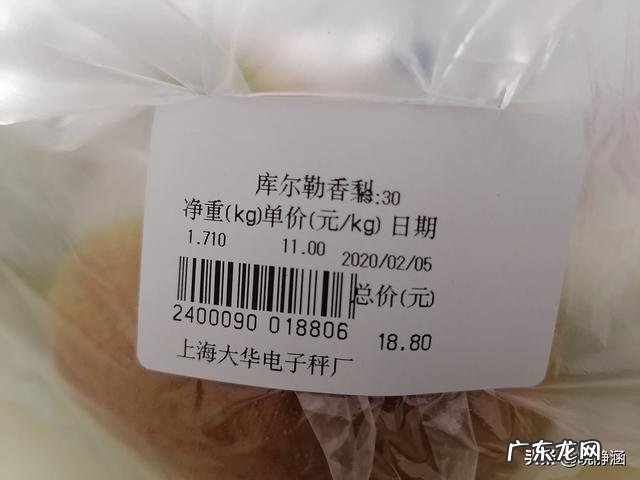 库尔勒香梨
:30
净重(kg)单价(元/kg) 日期
1.710 11.00 2020/02/05
总价(元)
2400090 018806 18.80
上海大华电子秤厂
广东龙网